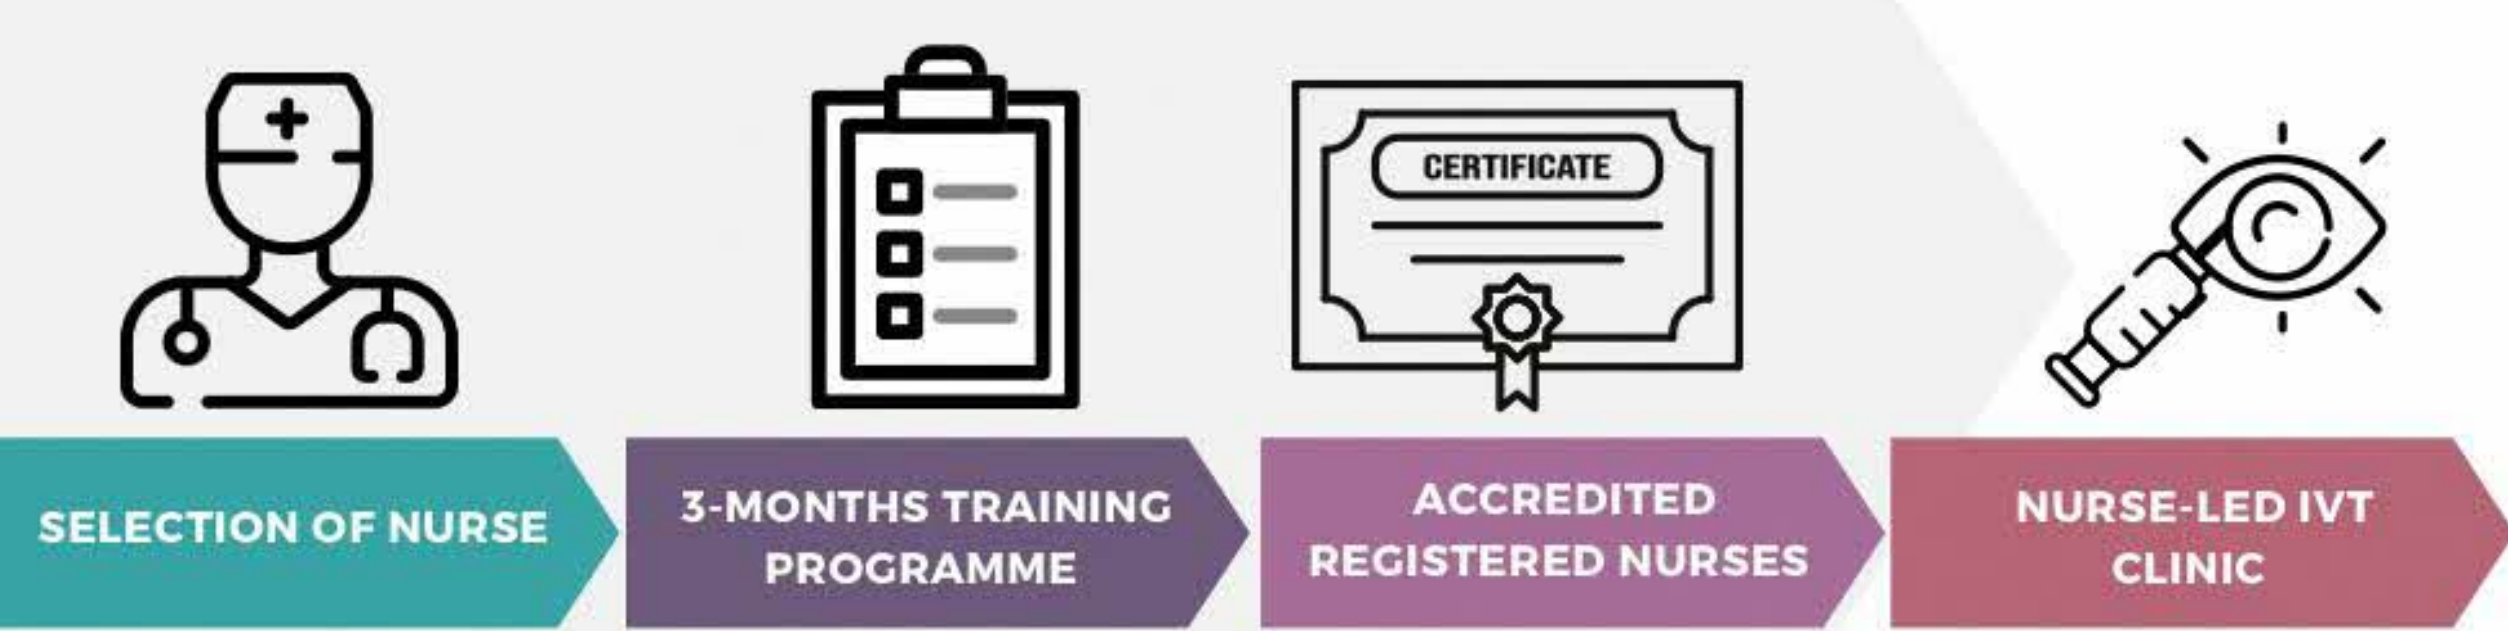 CERTIFICATE
SELECTION OF NURSE
3-MONTHS TRAINING
PROGRAMME
ACCREDITED
REGISTERED NURSES
NURSE-LED IVT
CLINIC